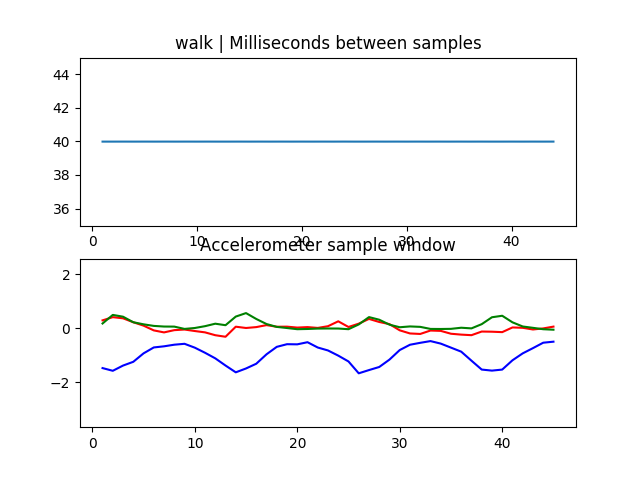 walk | Milliseconds between samples
44
42
40
38
36
0 10 20 30 40
Accelerometer sample window
2
0
−2
0 10 20 30 40